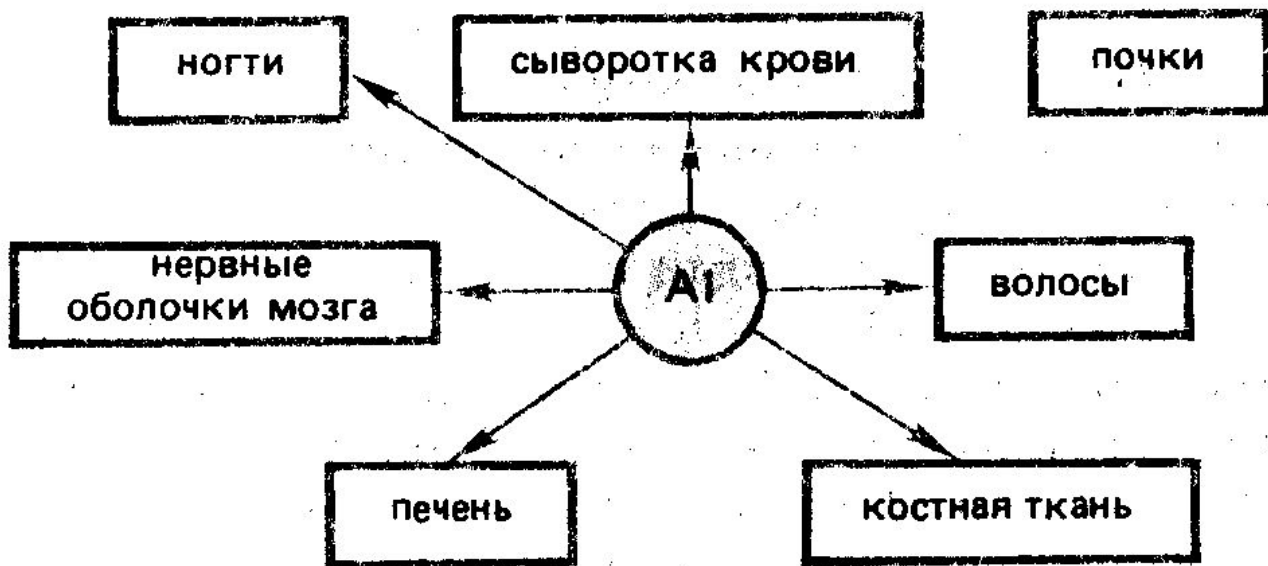 ногти
сыворотка крови
почки
нервные
оболочки мозга
Al
волосы
печень
костная ткань